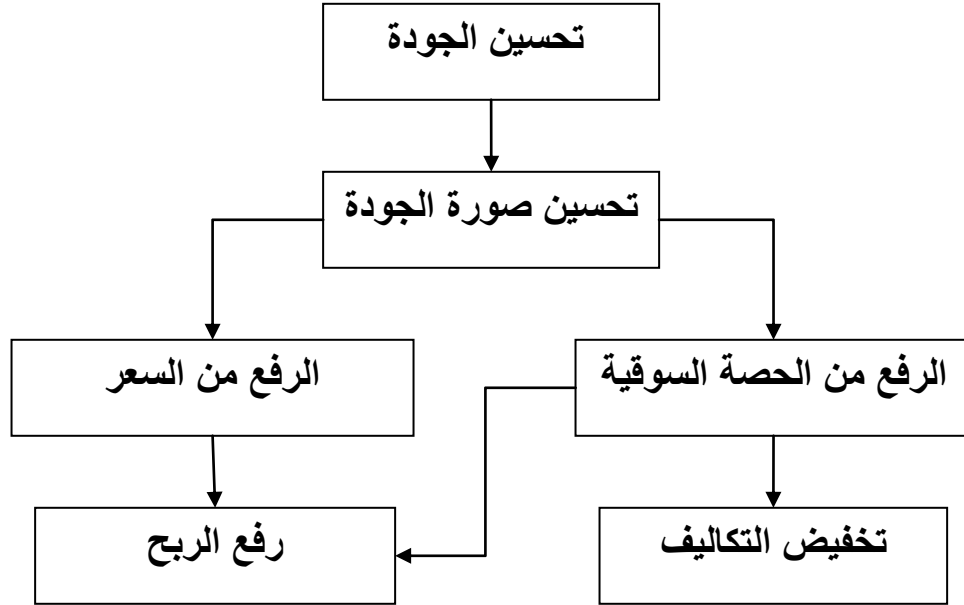 تحسين الجودة
تحسين صورة الجودة
الرفع من الحصة السوقية
الرفع من السعر
تخفيض التكاليف
رفع الربح